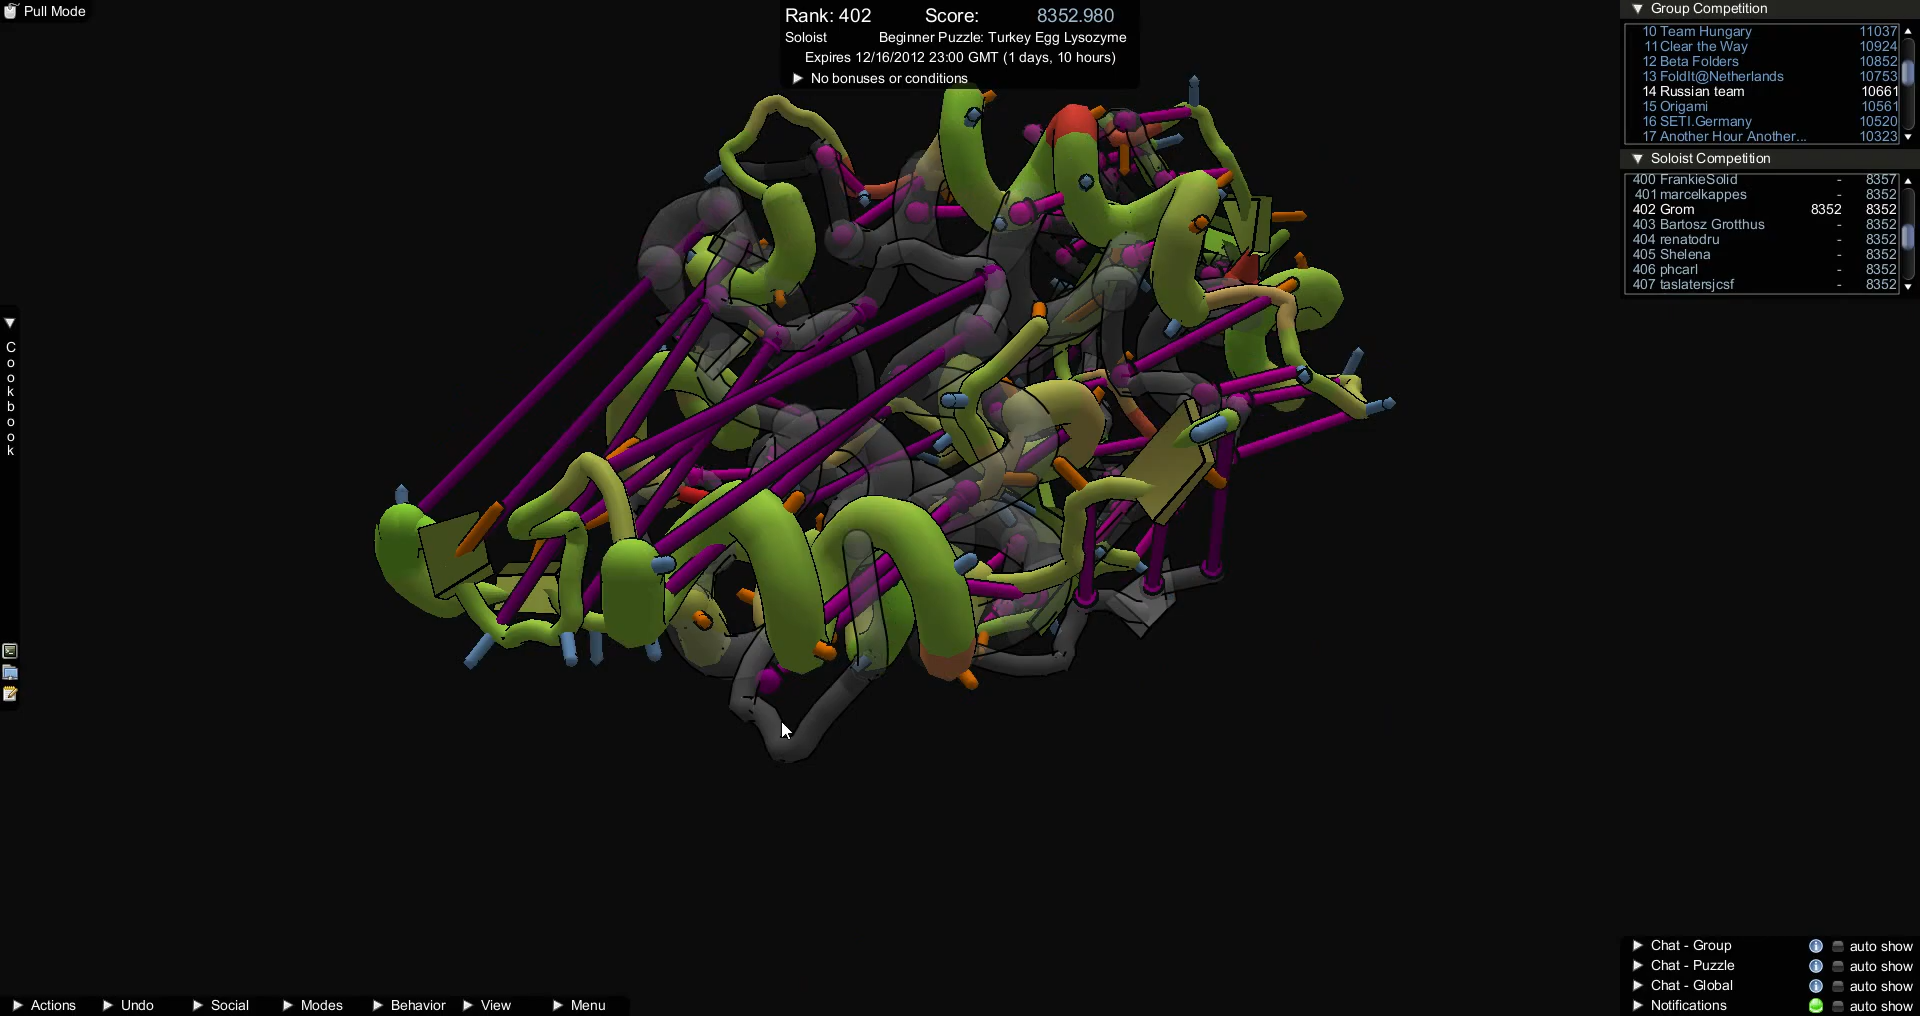 Pull Mode
Rank: 402 Score: 8352.980
Soloist Beginner Puzzle: Turkey Egg Lysozyme
Expires 12/16/2012 23:00 GMT (1 days, 10 hours)
No bonuses or conditions
Group Competition
10 Team Hungary 11037
11 Clear the Way 10924
12 Beta Folders 10852
13 FoldIt@Netherlands 10753
14 Russian team 10661
15 Origami 10561
16 SETI.Germany 10520
17 Another Hour Another... 10323
Soloist Competition
400 FrankieSolid - 8357
401 marcelkappes - 8352
402 Grom 8352 8352
403 Bartosz Grotthus - 8352
404 renatodru - 8352
405 Shelena - 8352
406 phcarl - 8352
407 taslatersjcsf - 8352
Cookbook
Chat - Group auto show
Chat - Puzzle auto show
Chat - Global auto show
Notifications auto show
Actions Undo Social Modes Behavior View Menu